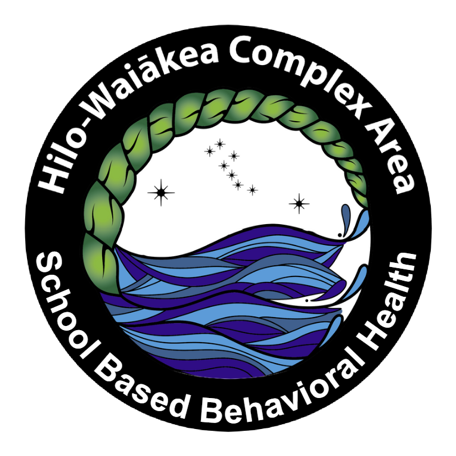 Hilo-Waiākea Complex Area
School Based Behavioral Health